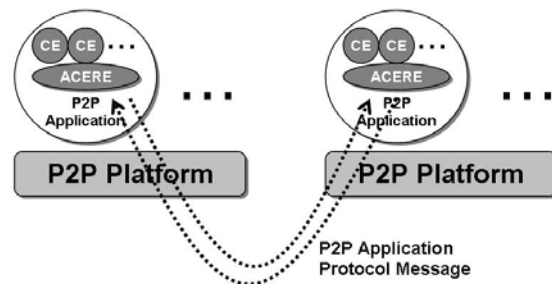 CE CE ...
ACERE
P2P
Application
...
P2P Platform
CE CE ...
ACERE
P2P
Application
...
P2P Platform
P2P Application
Protocol Message